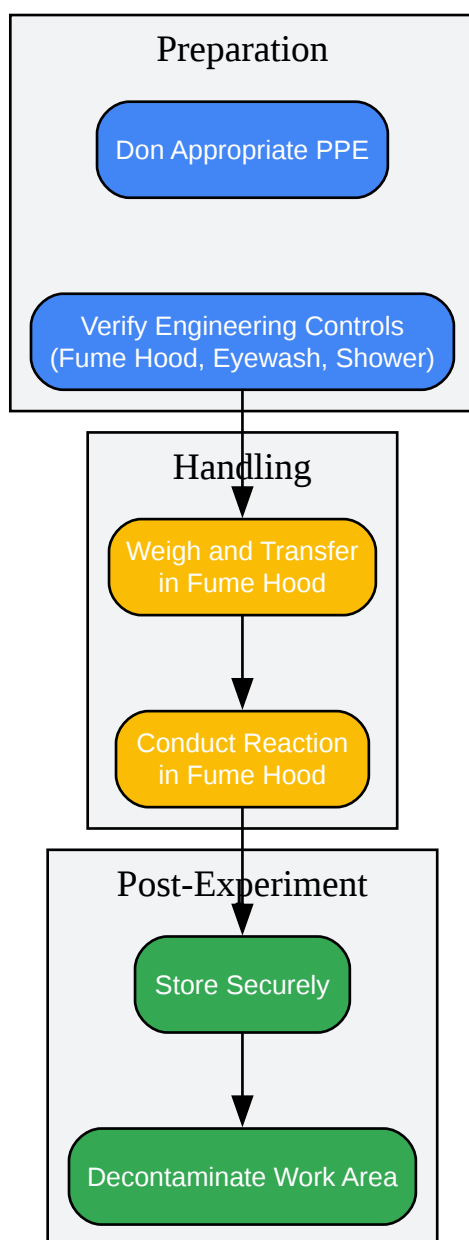 Preparation
Don Appropriate PPE
Verify Engineering Controls
(Fume Hood, Eyewash, Shower)
Handling
Weigh and Transfer
in Fume Hood
Conduct Reaction
in Fume Hood
Post-Experiment
Store Securely
Decontaminate Work Area